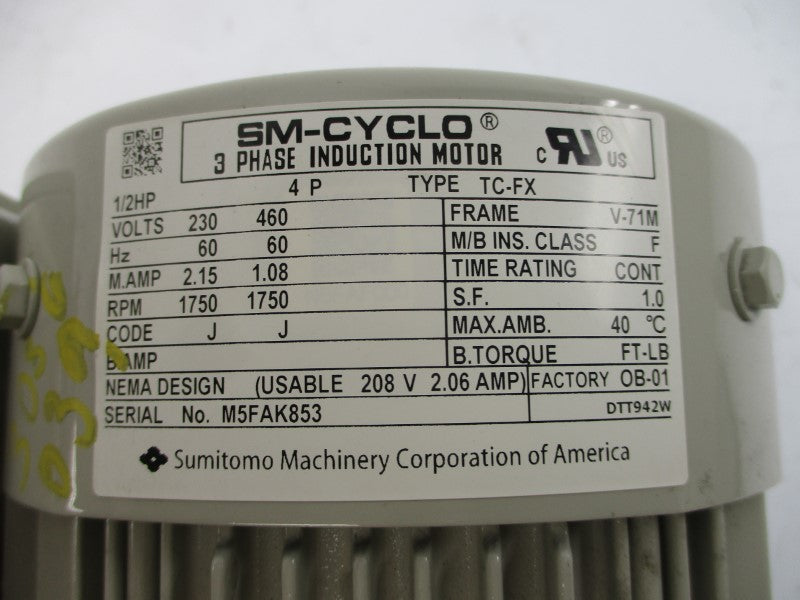 SM-CYCLO®
3 PHASE INDUCTION MOTOR
c RU® US
1/2HP 4 P TYPE TC-FX
VOLTS 230 460 FRAME V-71M
Hz 60 60 M/B INS. CLASS F
M.AMP 2.15 1.08 TIME RATING CONT
RPM 1750 1750 S.F. 1.0
CODE J J MAX.AMB. 40 °C
B.AMP B.TORQUE FT-LB
NEMA DESIGN (USABLE 208 V 2.06 AMP) FACTORY OB-01
SERIAL No. M5FAK853 DTT942W
Sumitomo Machinery Corporation of America